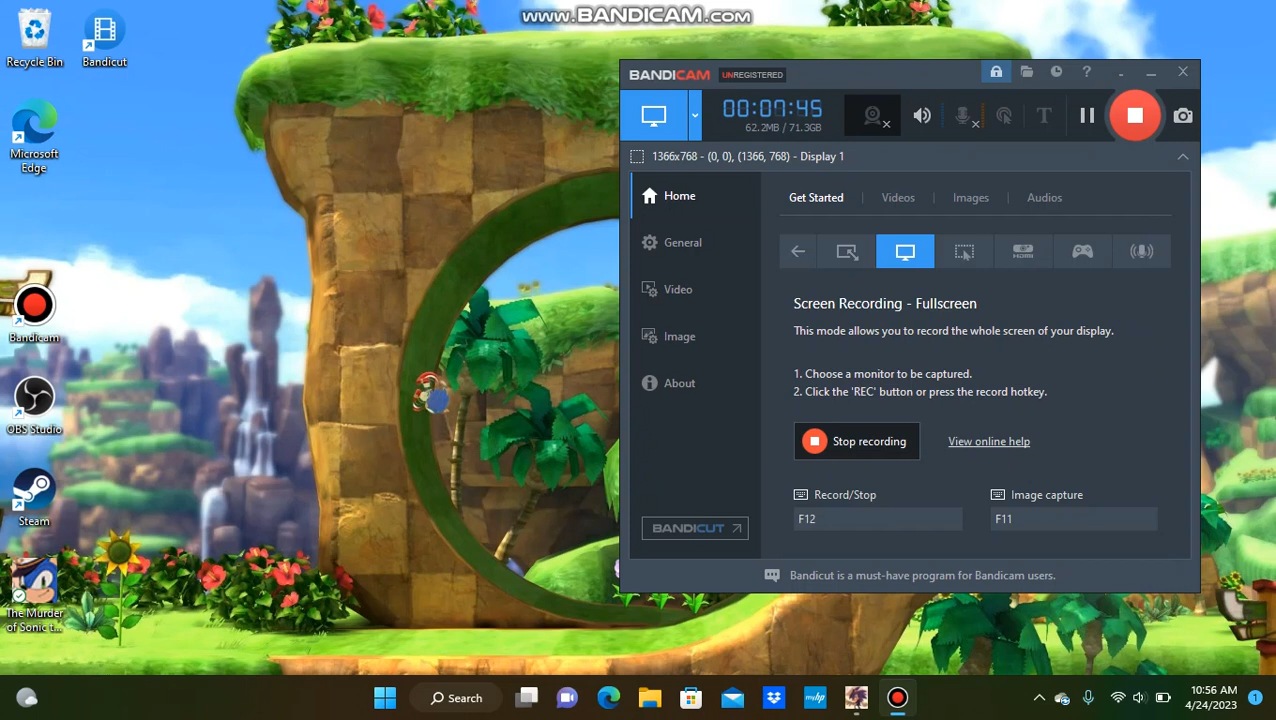 www.BANDICAM.com
Recycle Bin
Bandicut
Microsoft
Edge
Bandicam
OBS Studio
Steam
The Murder
of Sonic t...
BANDICAM UNREGISTERED
00:07:45
62.2MB / 71.3GB
1366x768 - (0, 0), (1366, 768) - Display 1
Home
General
Video
Image
About
BANDICUT
Get Started
Videos
Images
Audios
HDMI
Screen Recording - Fullscreen
This mode allows you to record the whole screen of your display.
1. Choose a monitor to be captured.
2. Click the 'REC' button or press the record hotkey.
Stop recording
View online help
Record/Stop
F12
Image capture
F11
Bandicut is a must-have program for Bandicam users.
Search
myhp
10:56 AM
4/24/2023
1